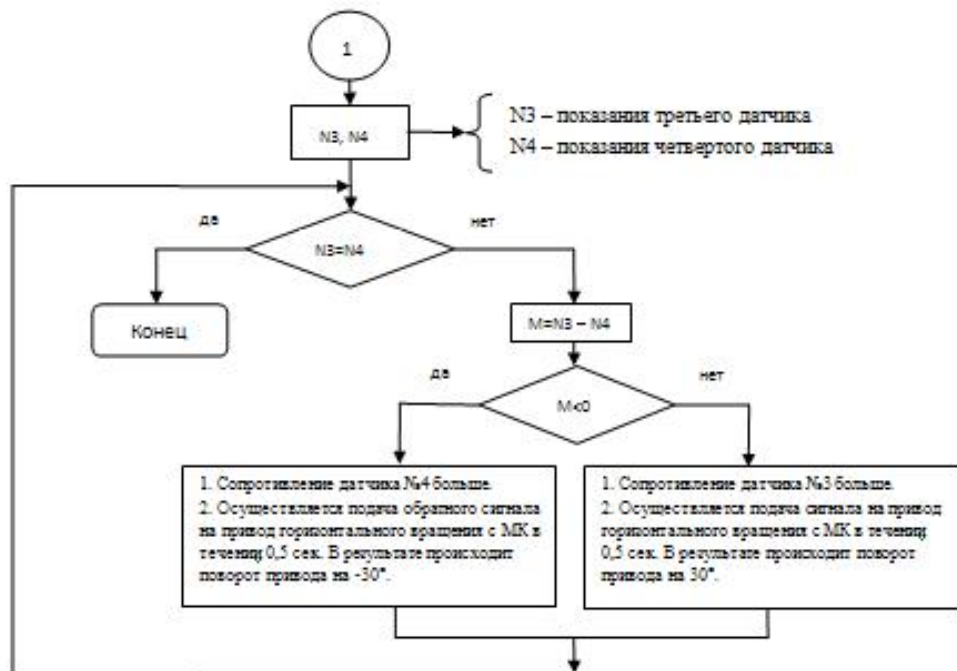 1
N3, N4
N3 – показания третьего датчика
N4 – показания четвертого датчика
да
нет
N3=N4
Конец
M=N3 – N4
да
нет
M<0
1. Сопротивление датчика №4 больше.
2. Осуществляется подача обратного сигнала
на привод горизонтального вращения с МК в
течении 0,5 сек. В результате происходит
поворот привода на -30°.
1. Сопротивление датчика №3 больше.
2. Осуществляется подача сигнала на привод
горизонтального вращения с МК в течении
0,5 сек. В результате происходит поворот
привода на 30°.